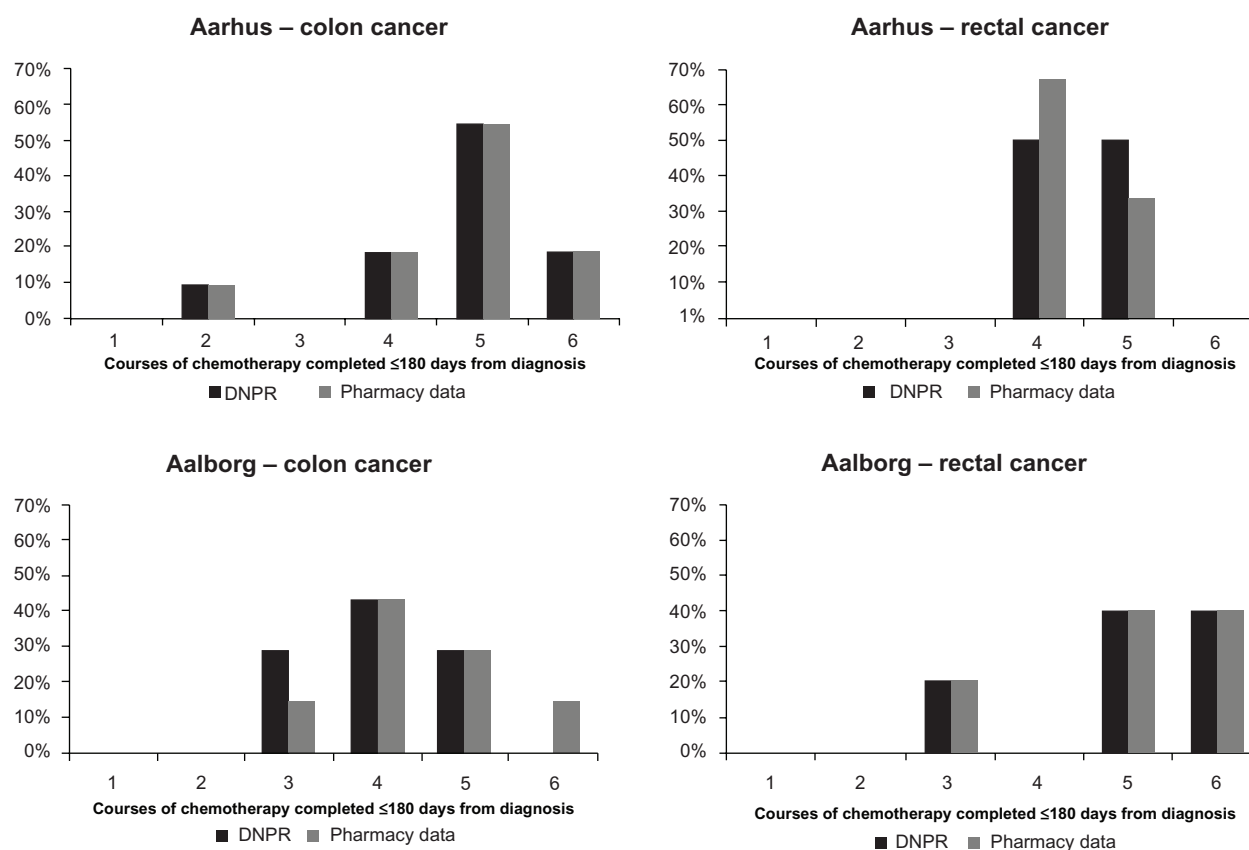 Aarhus – colon cancer
70%
60%
50%
40%
30%
20%
10%
0%
1 2 3 4 5 6
Courses of chemotherapy completed ≤180 days from diagnosis
DNPR Pharmacy data
Aarhus – rectal cancer
70%
60%
50%
40%
30%
20%
10%
1%
1 2 3 4 5 6
Courses of chemotherapy completed ≤180 days from diagnosis
DNPR Pharmacy data
Aalborg – colon cancer
70%
60%
50%
40%
30%
20%
10%
0%
1 2 3 4 5 6
Courses of chemotherapy completed ≤180 days from diagnosis
DNPR Pharmacy data
Aalborg – rectal cancer
70%
60%
50%
40%
30%
20%
10%
0%
1 2 3 4 5 6
Courses of chemotherapy completed ≤180 days from diagnosis
DNPR Pharmacy data